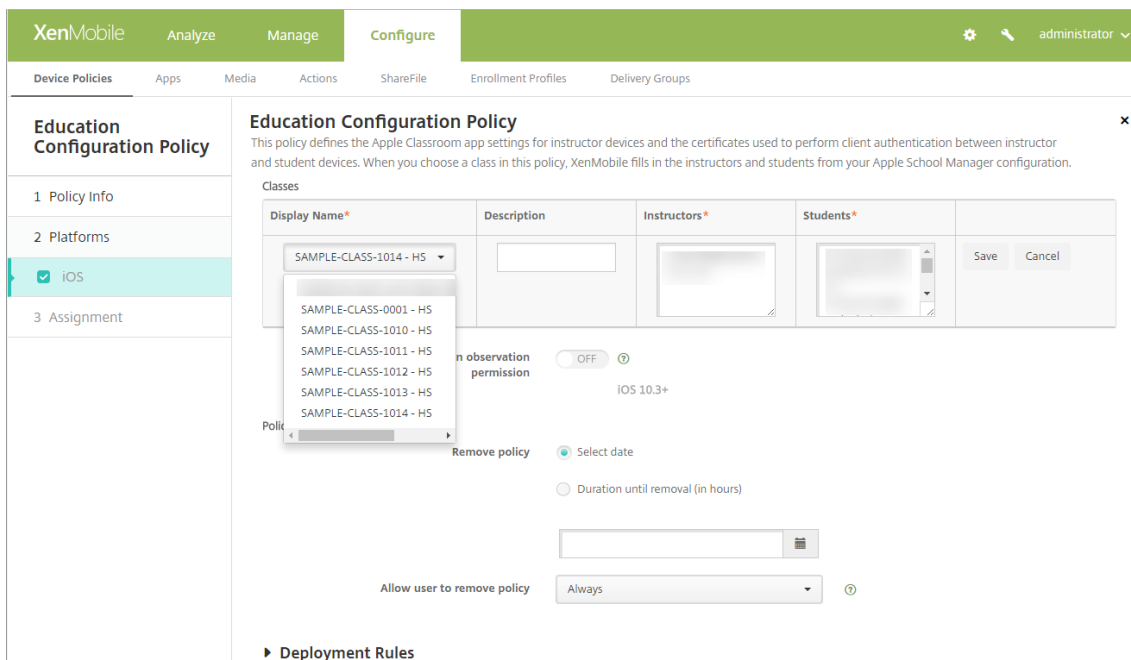 XenMobile Analyze Manage Configure administrator
Device Policies Apps Media Actions ShareFile Enrollment Profiles Delivery Groups
Education
Configuration Policy
1 Policy Info
2 Platforms
iOS
3 Assignment
Education Configuration Policy
This policy defines the Apple Classroom app settings for instructor devices and the certificates used to perform client authentication between instructor
and student devices. When you choose a class in this policy, XenMobile fills in the instructors and students from your Apple School Manager configuration.
Classes
Display Name* Description Instructors* Students*
SAMPLE-CLASS-1014 - HS Save Cancel
SAMPLE-CLASS-0001 - HS
SAMPLE-CLASS-1010 - HS
SAMPLE-CLASS-1011 - HS
SAMPLE-CLASS-1012 - HS
SAMPLE-CLASS-1013 - HS
SAMPLE-CLASS-1014 - HS
observation
permission
OFF
iOS 10.3+
Remove policy Select date
Duration until removal (in hours)
Allow user to remove policy Always
Deployment Rules